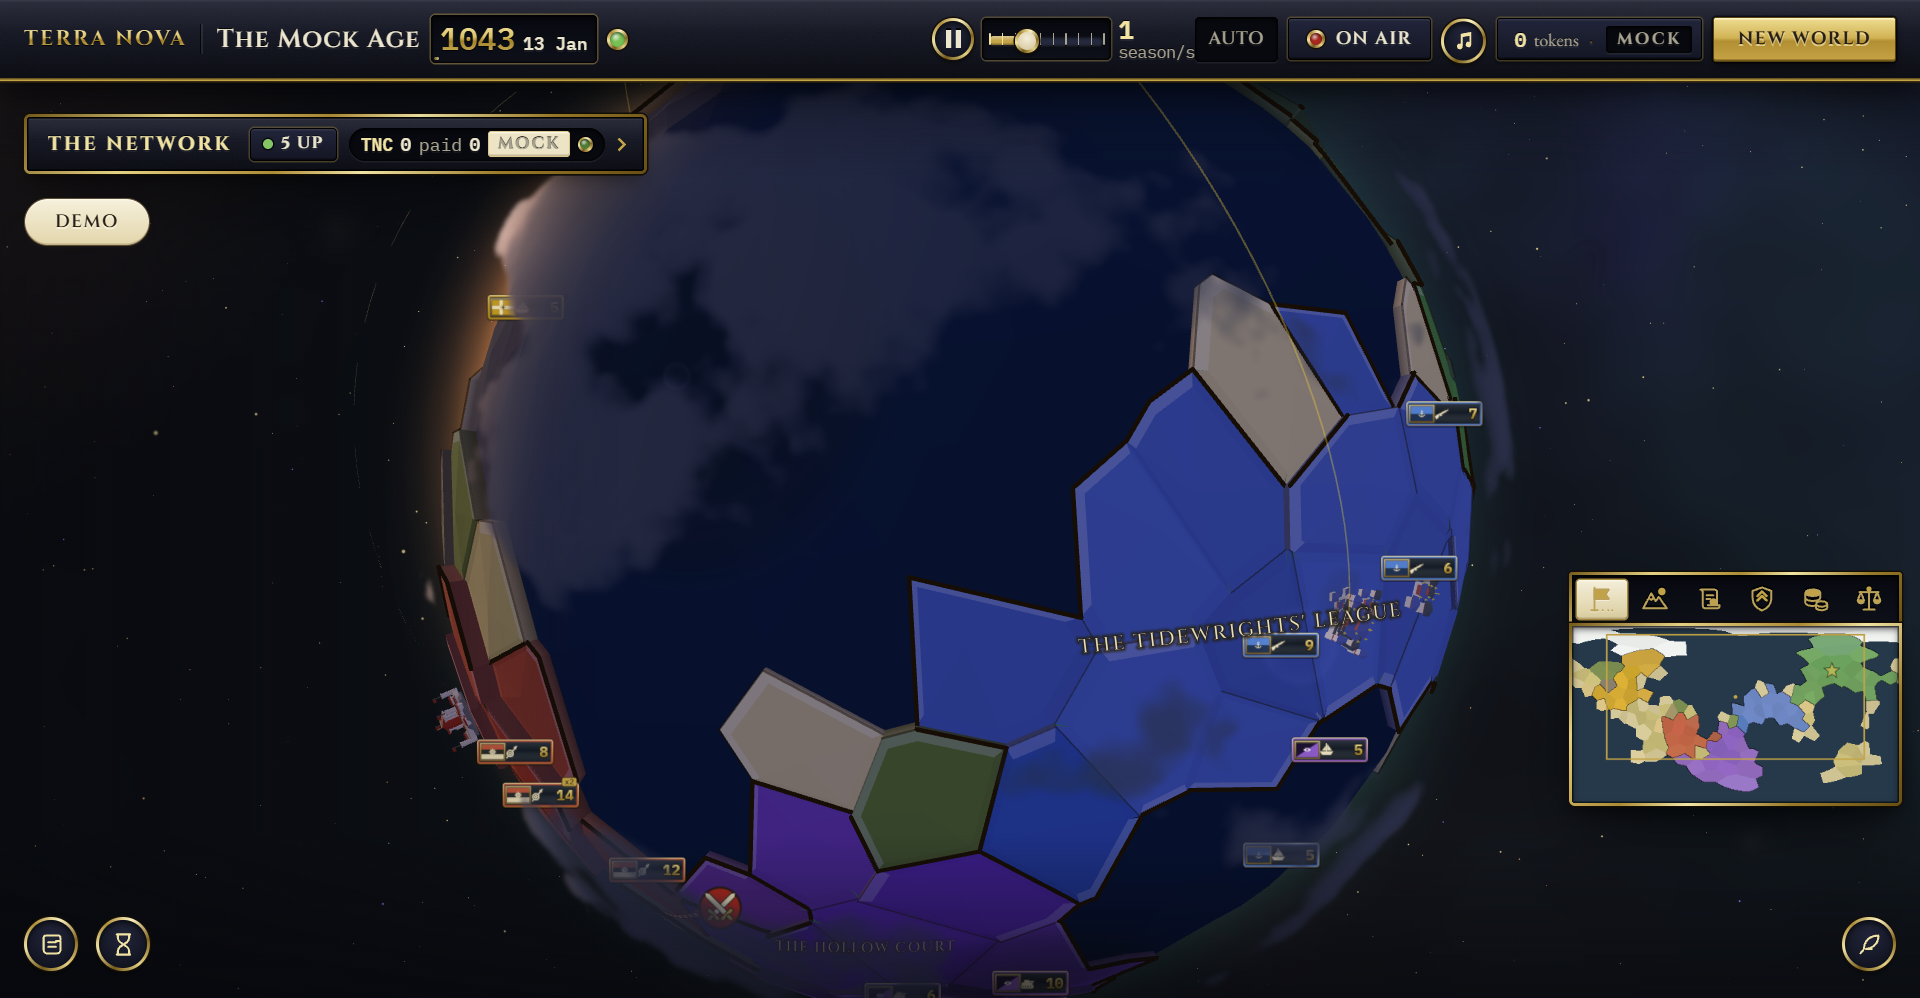 TERRA NOVA
THE MOCK AGE
1043 13 Jan
1 season/s
AUTO
ON AIR
0 tokens · MOCK
NEW WORLD
THE NETWORK
5 UP
TNC 0 paid 0 MOCK
DEMO
5
7
6
THE TIDEWRIGHTS' LEAGUE
9
5
8
14
12
5
THE HOLLOW COURT
10
6